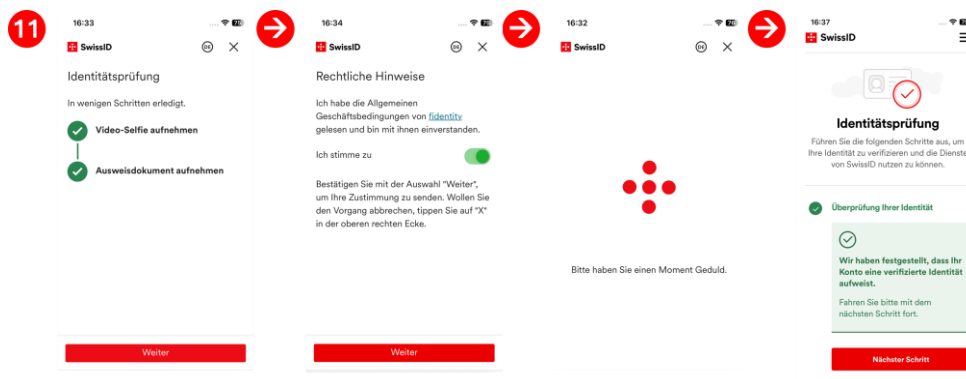 11
16:33
SwissID
DE
Identitätsprüfung
In wenigen Schritten erledigt.
Video-Selfie aufnehmen
Ausweisdokument aufnehmen
Weiter
16:34
SwissID
DE
Rechtliche Hinweise
Ich habe die Allgemeinen
Geschäftsbedingungen von fidentity
gelesen und bin mit ihnen einverstanden.
Ich stimme zu
Bestätigen Sie mit der Auswahl "Weiter",
um Ihre Zustimmung zu senden. Wollen Sie
den Vorgang abbrechen, tippen Sie auf "X"
in der oberen rechten Ecke.
Weiter
16:32
SwissID
DE
Bitte haben Sie einen Moment Geduld.
16:37
SwissID
Identitätsprüfung
Führen Sie die folgenden Schritte aus, um
Ihre Identität zu verifizieren und die Dienste
von SwissID nutzen zu können.
Überprüfung Ihrer Identität
Wir haben festgestellt, dass Ihr
Konto eine verifizierte Identität
aufweist.
Fahren Sie bitte mit dem
nächsten Schritt fort.
Nächster Schritt